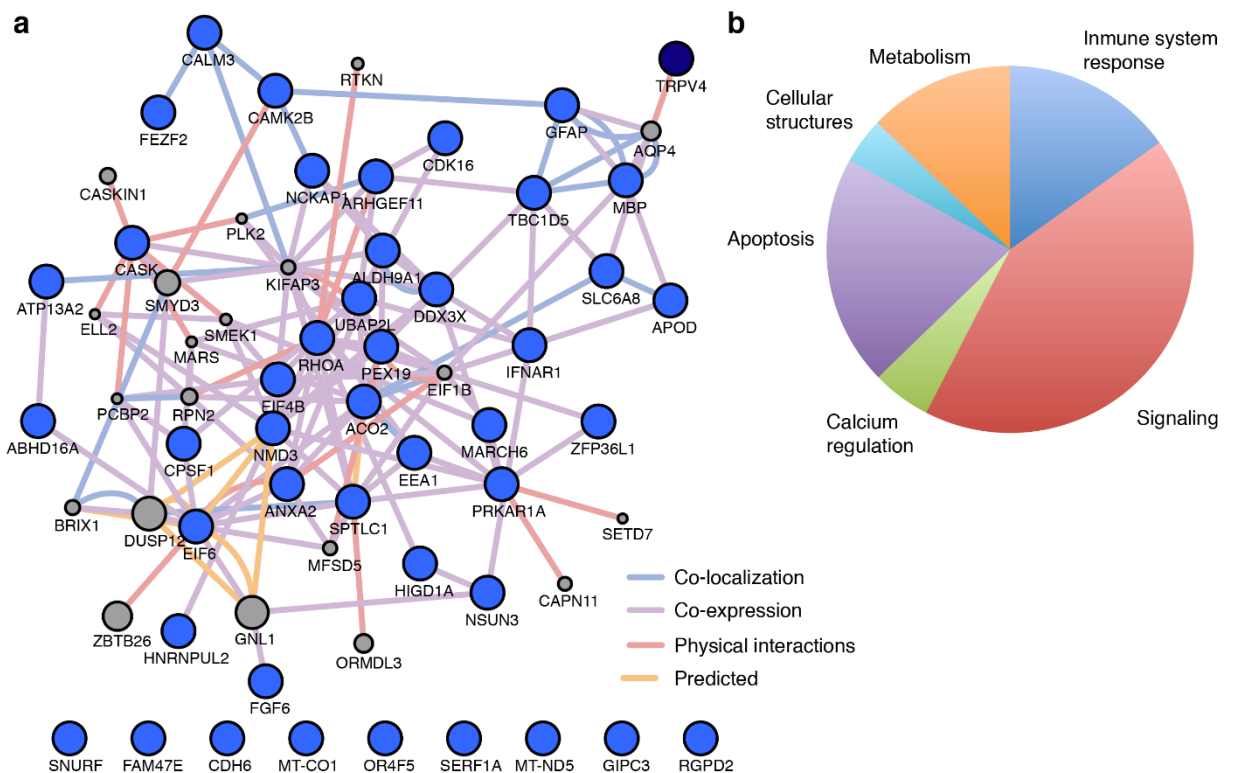 a
b
CALM3
RTKN
TRPV4
Metabolism
Inmune system
response
FEZF2
CAMK2B
GFAP
AQP4
Cellular
structures
CDK16
CASKIN1
NCKAP1
ARHGEF11
TBC1D5
MBP
PLK2
Apoptosis
CASK
KIFAP3
ALDH9A1
SLC6A8
ATP13A2
SMYD3
UBAP2L
DDX3X
APOD
ELL2
SMEK1
MARS
RHOA
PEX19
IFNAR1
EIF1B
PCBP2
RPN2
EIF4B
ACO2
Calcium
regulation
Signaling
ABHD16A
CPSF1
NMD3
MARCH6
ZFP36L1
EEA1
BRIX1
DUSP12
EIF6
ANXA2
SPTLC1
PRKAR1A
SETD7
MFSD5
HIGD1A
CAPN11
NSUN3
ZBTB26
HNRNPUL2
GNL1
ORMDL3
FGF6
Co-localization
Co-expression
Physical interactions
Predicted
SNURF
FAM47E
CDH6
MT-CO1
OR4F5
SERF1A
MT-ND5
GIPC3
RGPD2